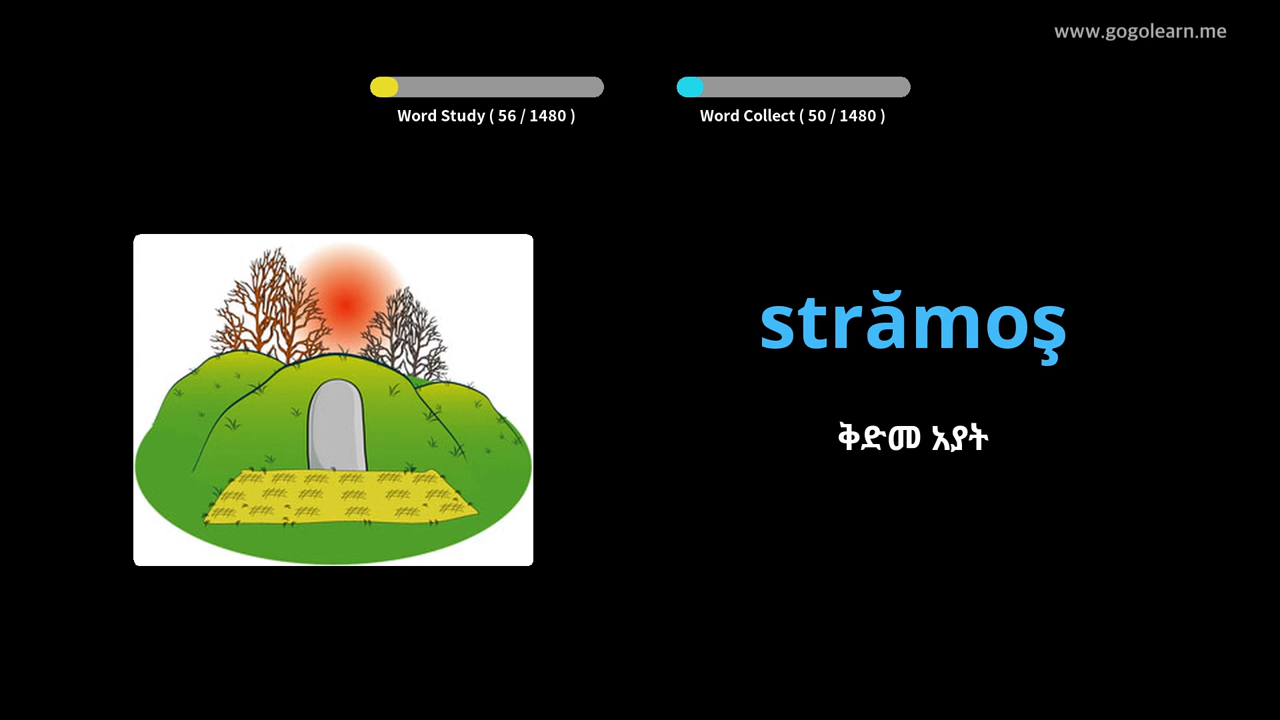 www.gogolearn.me
Word Study ( 56 / 1480 )
Word Collect ( 50 / 1480 )
strămoş
ቅድመ አያት